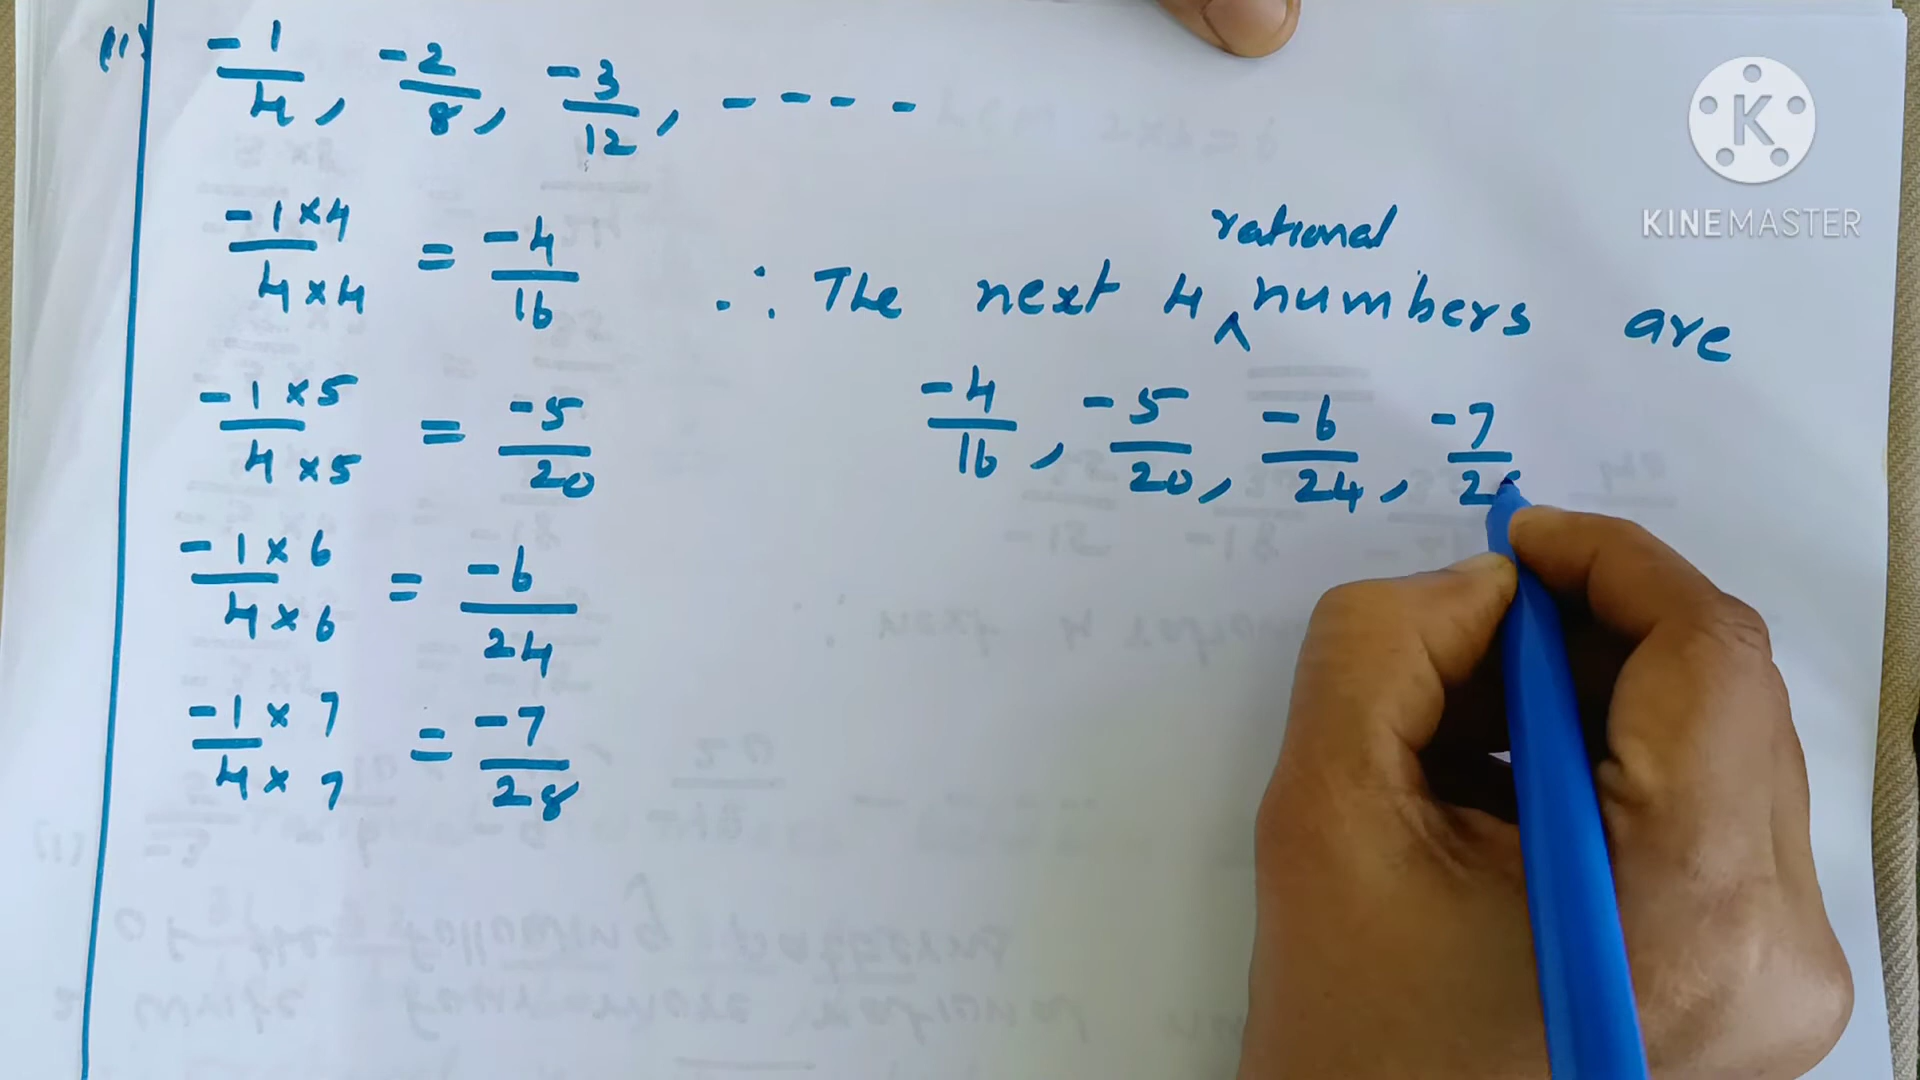 (ii) -1/4, -2/8, -3/12, - - - -
-1×4/4×4 = -4/16
-1×5/4×5 = -5/20
-1×6/4×6 = -6/24
-1×7/4×7 = -7/28
∴ The next 4 rational numbers are
-4/16, -5/20, -6/24, -7/2
K
KINEMASTER